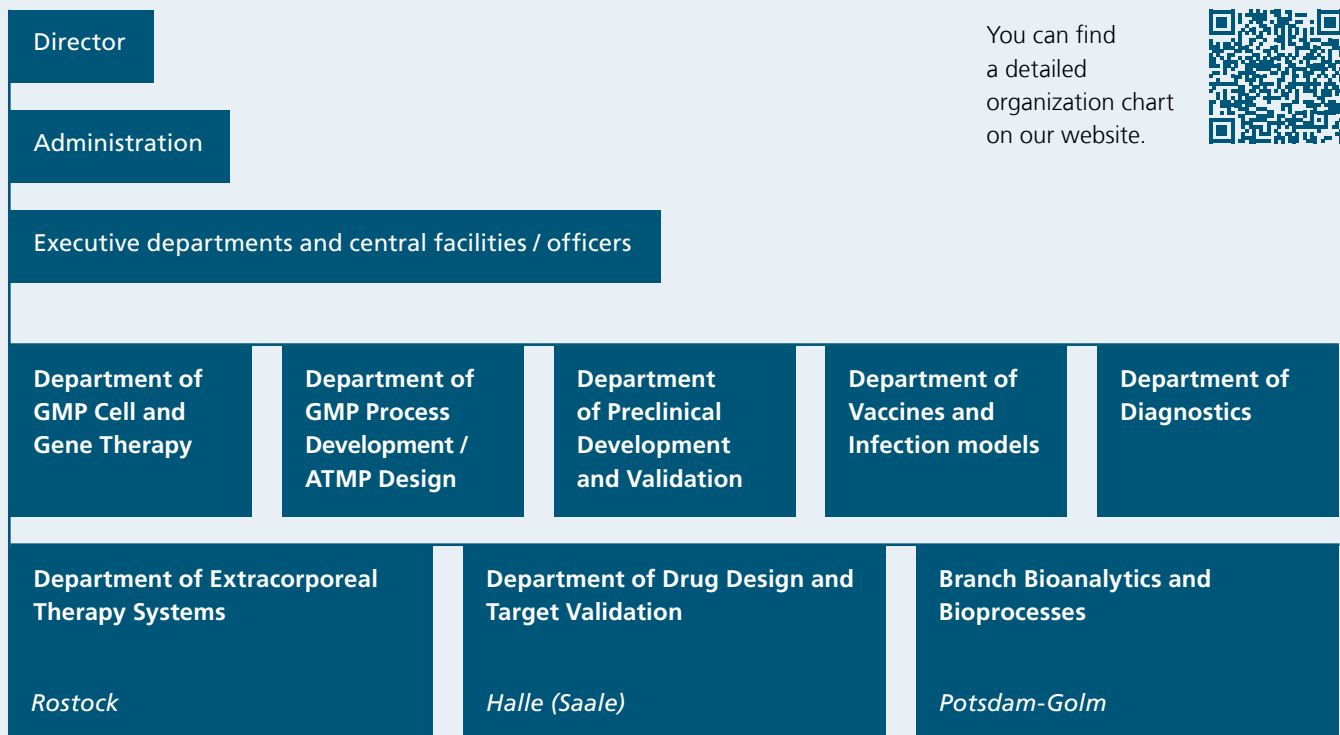 Director
You can find
a detailed
organization chart
on our website.
Administration
Executive departments and central facilities / officers
Department of
GMP Cell and
Gene Therapy
Department of
GMP Process
Development /
ATMP Design
Department
of Preclinical
Development
and Validation
Department of
Vaccines and
Infection models
Department of
Diagnostics
Department of Extracorporeal
Therapy Systems
Rostock
Department of Drug Design and
Target Validation
Halle (Saale)
Branch Bioanalytics and
Bioprocesses
Potsdam-Golm